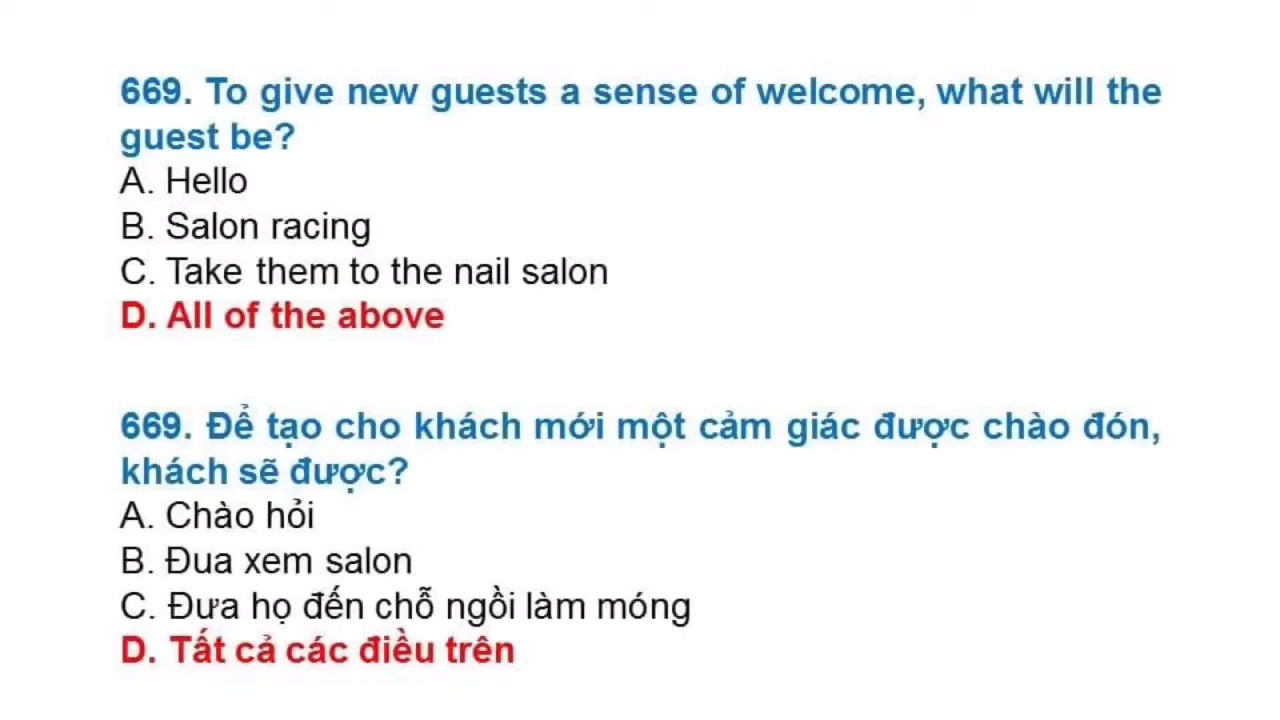 669. To give new guests a sense of welcome, what will the
guest be?
A. Hello
B. Salon racing
C. Take them to the nail salon
D. All of the above
669. Để tạo cho khách mới một cảm giác được chào đón,
khách sẽ được?
A. Chào hỏi
B. Đua xem salon
C. Đưa họ đến chỗ ngồi làm móng
D. Tất cả các điều trên